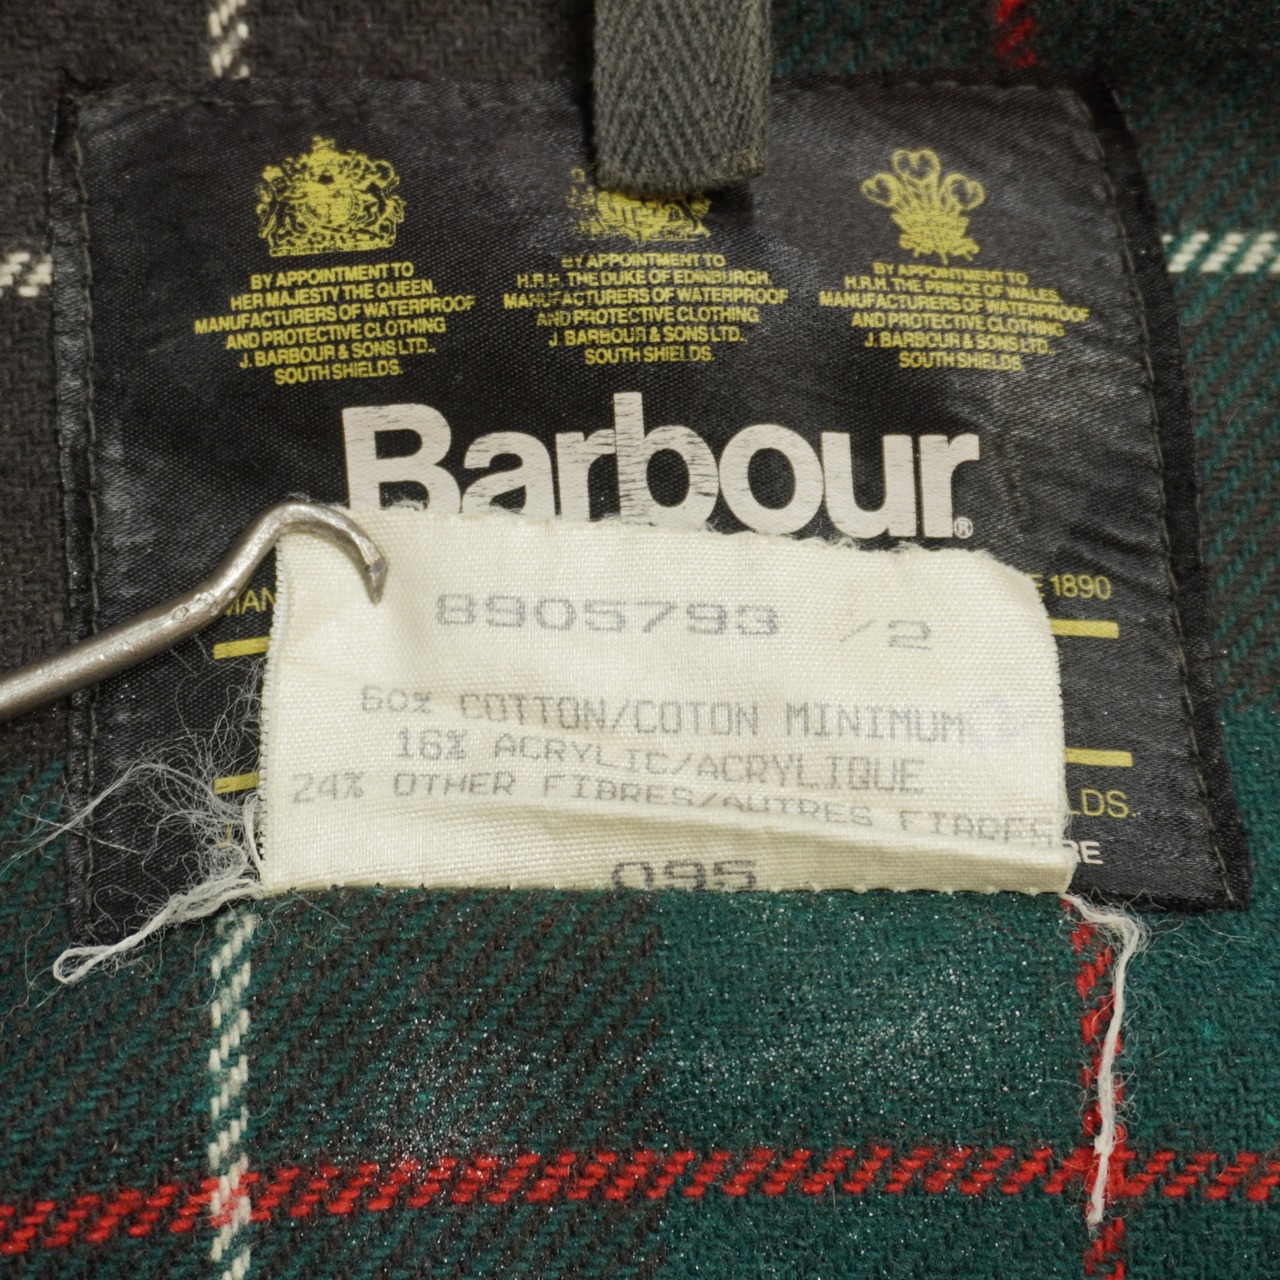 BY APPOINTMENT TO
HER MAJESTY THE QUEEN.
MANUFACTURERS OF WATERPROOF
AND PROTECTIVE CLOTHING
J. BARBOUR & SONS LTD.,
SOUTH SHIELDS.
BY APPOINTMENT TO
H.R.H. THE DUKE OF EDINBURGH.
MANUFACTURERS OF WATERPROOF
AND PROTECTIVE CLOTHING
J. BARBOUR & SONS LTD.
SOUTH SHIELDS.
BY APPOINTMENT TO
H.R.H. THE PRINCE OF WALES.
MANUFACTURERS OF WATERPROOF
AND PROTECTIVE CLOTHING
J. BARBOUR & SONS LTD.,
SOUTH SHIELDS.
Barbour®
1890
8905793 /2
60% COTTON/COTON MINIMUM
16% ACRYLIC/ACRYLIQUE
24% OTHER FIBRES/AUTRES FIBRES
LDS.
095